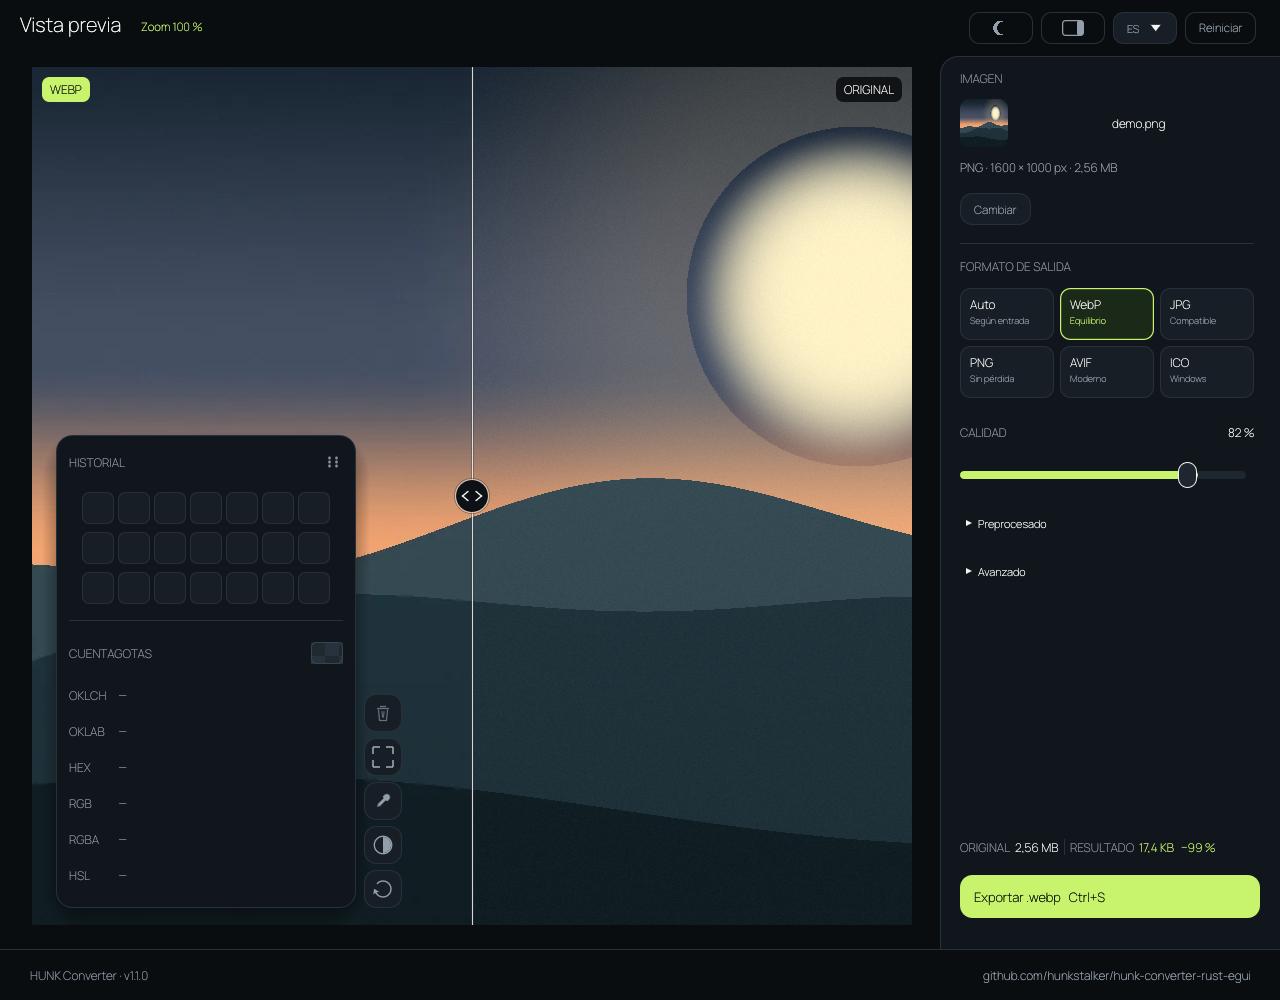 Vista previa Zoom 100 %
ES Reiniciar
WEBP
ORIGINAL
HISTORIAL
CUENTAGOTAS
OKLCH —
OKLAB —
HEX —
RGB —
RGBA —
HSL —
IMAGEN
demo.png
PNG · 1600 × 1000 px · 2,56 MB
Cambiar
FORMATO DE SALIDA
Auto
Según entrada
WebP
Equilibrio
JPG
Compatible
PNG
Sin pérdida
AVIF
Moderno
ICO
Windows
CALIDAD 82 %
Preprocesado
Avanzado
ORIGINAL 2,56 MB RESULTADO 17,4 KB −99 %
Exportar .webp Ctrl+S
HUNK Converter · v1.1.0
github.com/hunkstalker/hunk-converter-rust-egui